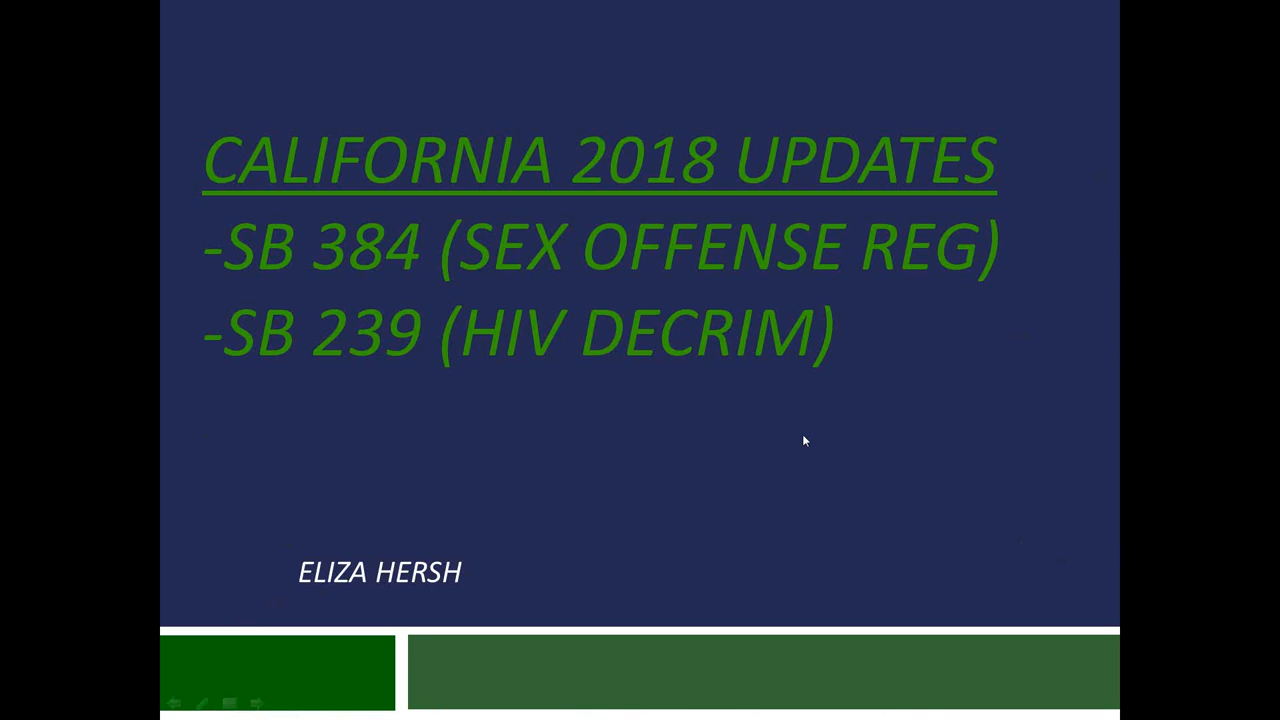 CALIFORNIA 2018 UPDATES
-SB 384 (SEX OFFENSE REG)
-SB 239 (HIV DECRIM)
ELIZA HERSH